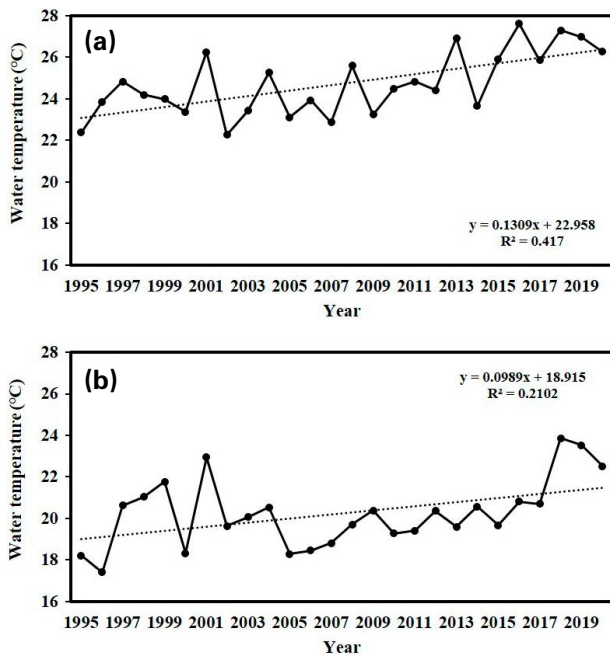 (a)
Water temperature (°C)
28
26
24
22
20
18
16
y = 0.1309x + 22.958
R² = 0.417
1995 1997 1999 2001 2003 2005 2007 2009 2011 2013 2015 2017 2019
Year
(b)
Water temperature (°C)
28
26
24
22
20
18
16
y = 0.0989x + 18.915
R² = 0.2102
1995 1997 1999 2001 2003 2005 2007 2009 2011 2013 2015 2017 2019
Year